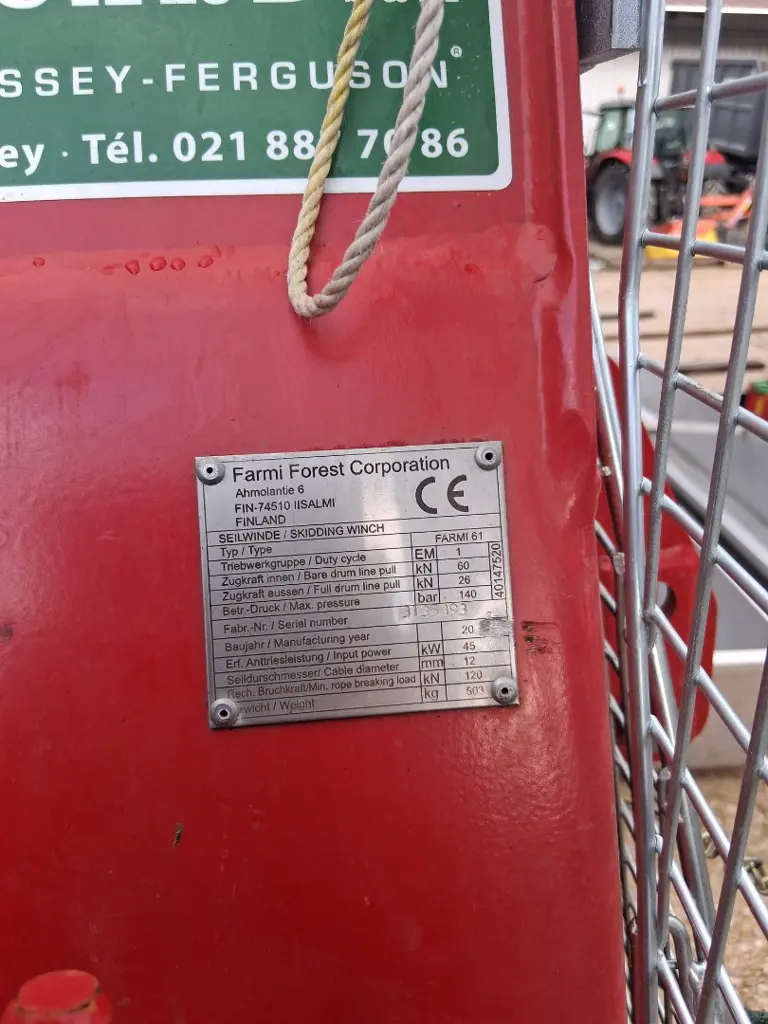 SSEY-FERGUSON®
ey · Tél. 021 88 7 86
Farmi Forest Corporation
Ahmolantie 6
FIN-74510 IISALMI
FINLAND
CE
SEILWINDE / SKIDDING WINCH
Typ / Type FARMI 61
Triebwerkgruppe / Duty cycle EM 1
Zugkraft innen / Bare drum line pull kN 60
Zugkraft aussen / Full drum line pull kN 26
Betr.-Druck / Max. pressure bar 140
40147520
Fabr.-Nr. / Serial number
Baujahr / Manufacturing year 20
Erf. Anttriesleistung / Input power kW 45
Seildurschmesser/ Cable diameter mm 12
Rech. Bruchkraft/Min. rope breaking load kN 120
wicht / Weight kg 503